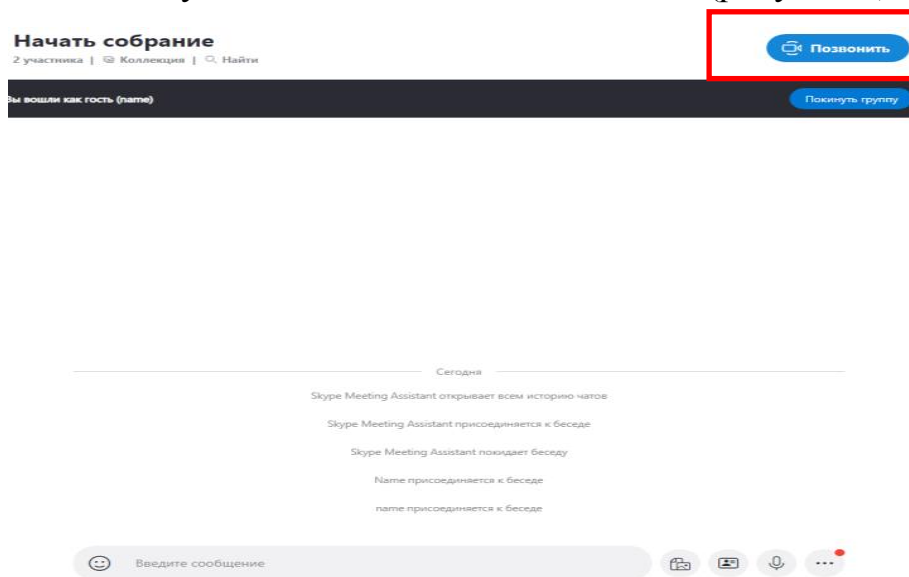 Начать собрание
Позвонить
2 участника | Коллекция | Найти
Вы вошли как гость (name)
Покинуть группу
Сегодня
Skype Meeting Assistant открывает всем историю чатов
Skype Meeting Assistant присоединяется к беседе
Skype Meeting Assistant покидает беседу
Name присоединяется к беседе
name присоединяется к беседе
Введите сообщение